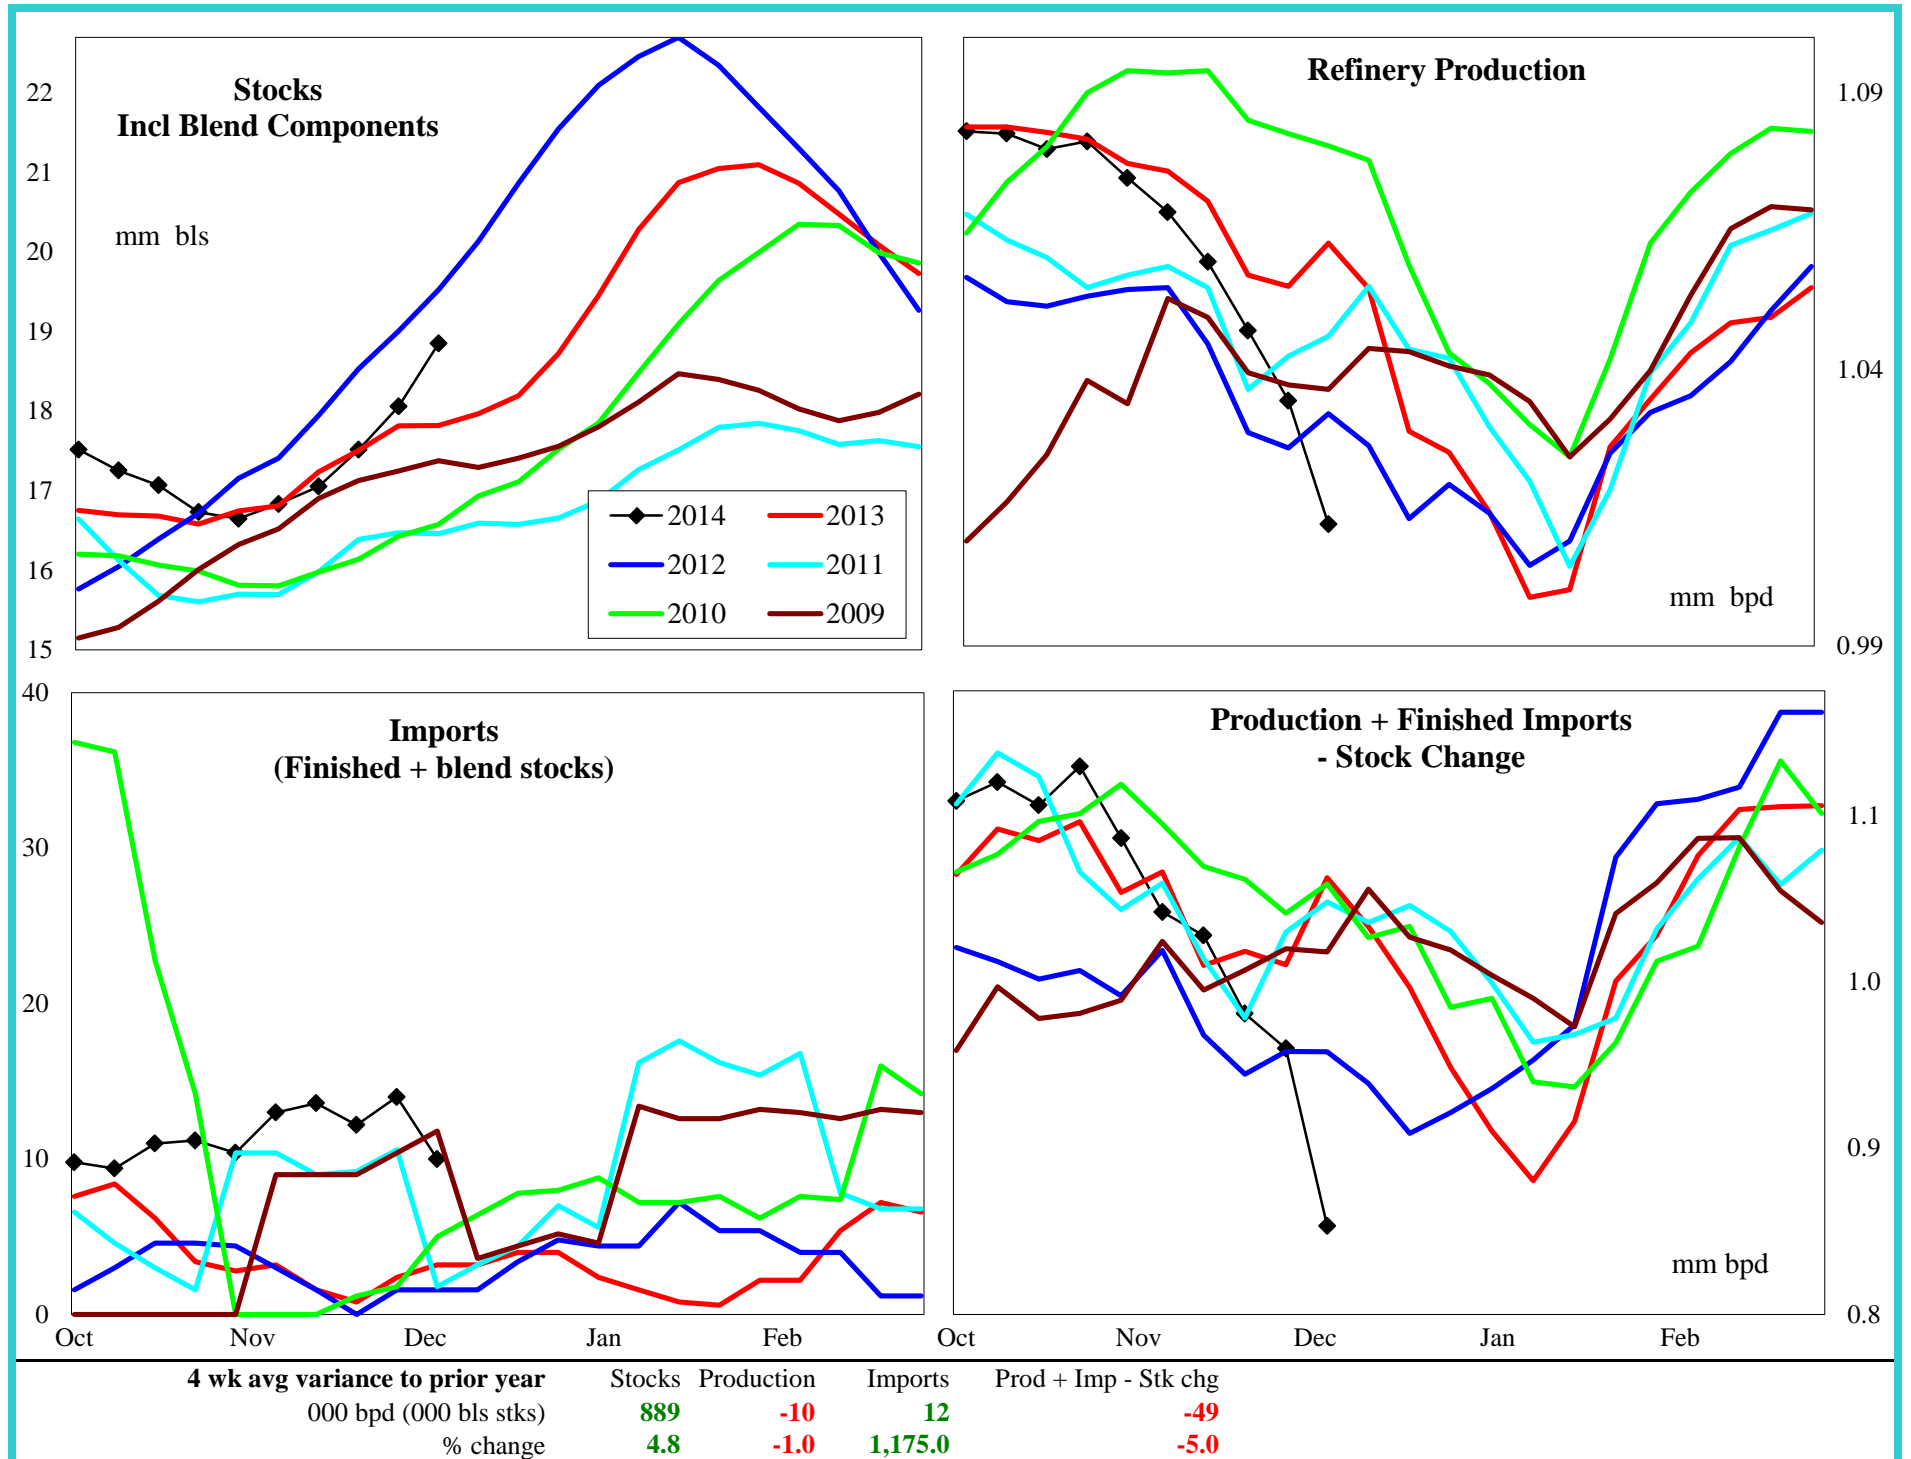 Stocks
Incl Blend Components
mm bls
22
21
20
19
18
17
16
15
2014 2013
2012 2011
2010 2009
Refinery Production
1.09
1.04
0.99
mm bpd
Imports
(Finished + blend stocks)
40
30
20
10
0
Oct Nov Dec Jan Feb
Production + Finished Imports
- Stock Change
1.1
1.0
0.9
0.8
mm bpd
Oct Nov Dec Jan Feb
4 wk avg variance to prior year Stocks Production Imports Prod + Imp - Stk chg
000 bpd (000 bls stks) 889 -10 12 -49
% change 4.8 -1.0 1,175.0 -5.0